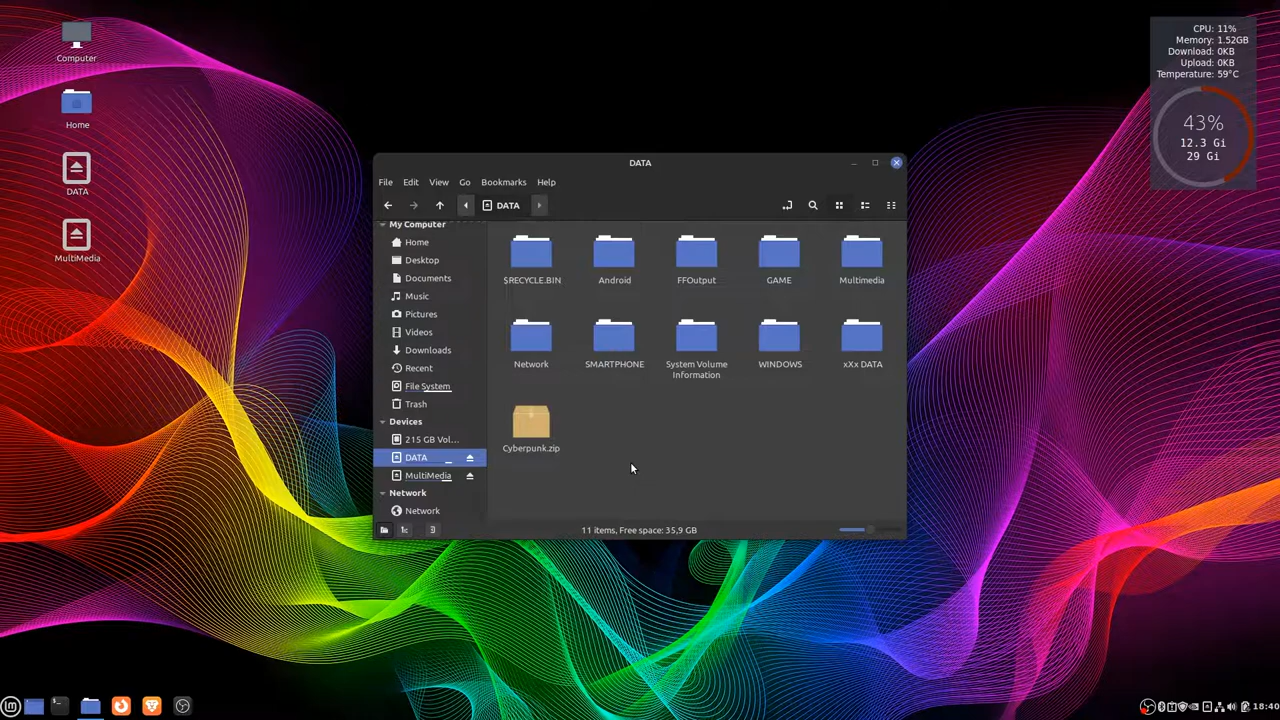 Computer
Home
DATA
MultiMedia
CPU: 11%
Memory: 1.52GB
Download: 0KB
Upload: 0KB
Temperature: 59°C
43%
12.3 Gi
29 Gi
DATA
File Edit View Go Bookmarks Help
DATA
My Computer
Home
Desktop
Documents
Music
Pictures
Videos
Downloads
Recent
File System
Trash
Devices
215 GB Vol...
DATA
MultiMedia
Network
Network
$RECYCLE.BIN Android FFOutput GAME Multimedia
Network SMARTPHONE System Volume Information WINDOWS xXx DATA
Cyberpunk.zip
11 items, Free space: 35,9 GB
18:40